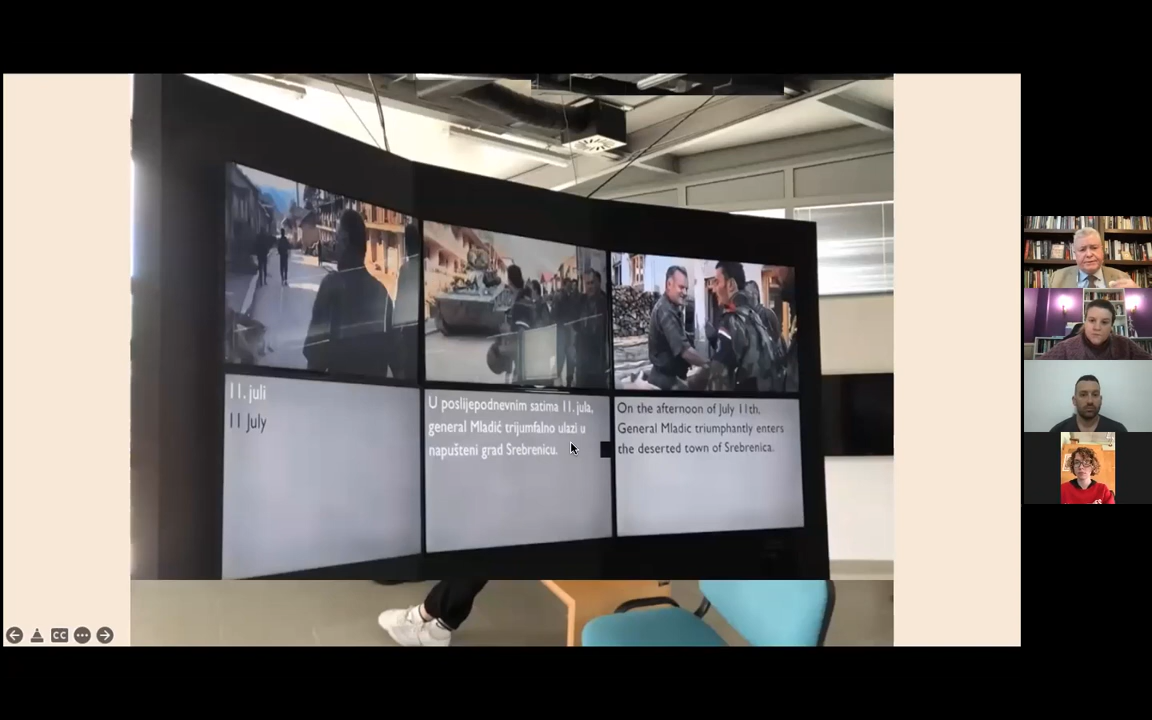 11. juli
11 July
U poslijepodnevnim satima 11. jula,
general Mladić trijumfalno ulazi u
napušteni grad Srebrenicu.
On the afternoon of July 11th,
General Mladic triumphantly enters
the deserted town of Srebrenica.
CC